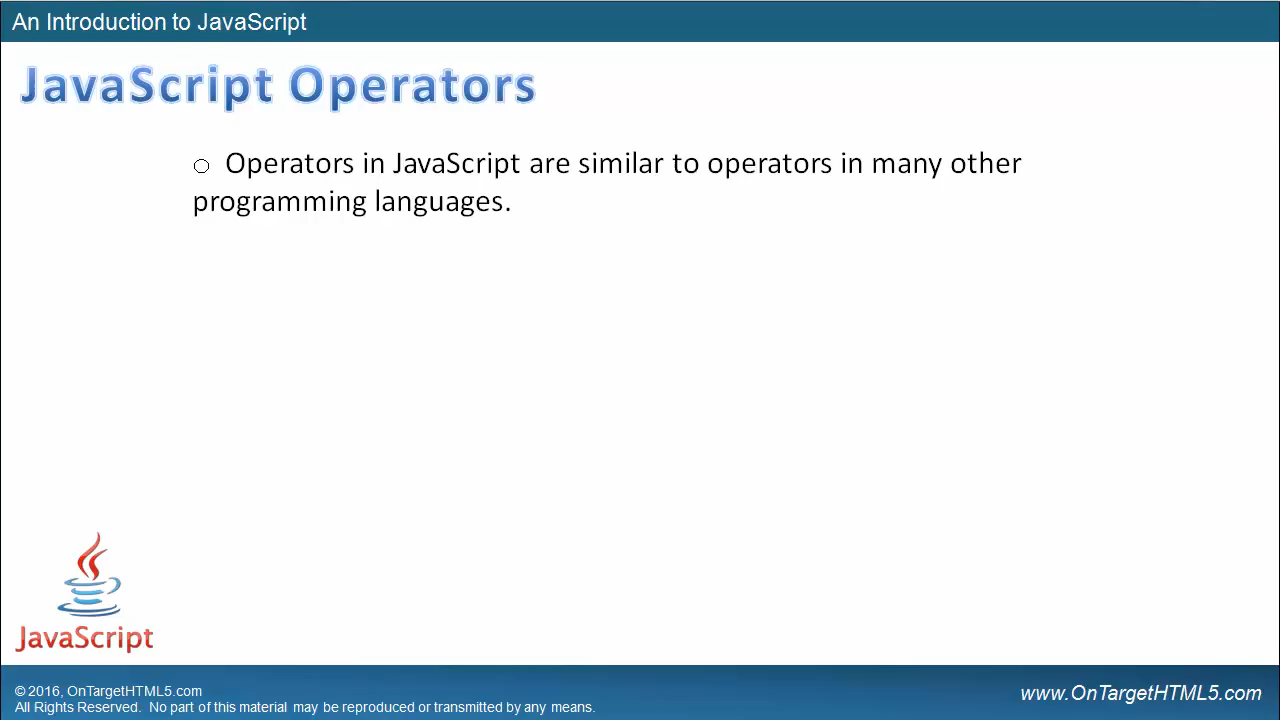 An Introduction to JavaScript
JavaScript Operators
o Operators in JavaScript are similar to operators in many other
programming languages.
JavaScript
© 2016, OnTargetHTML5.com
All Rights Reserved. No part of this material may be reproduced or transmitted by any means.
www.OnTargetHTML5.com